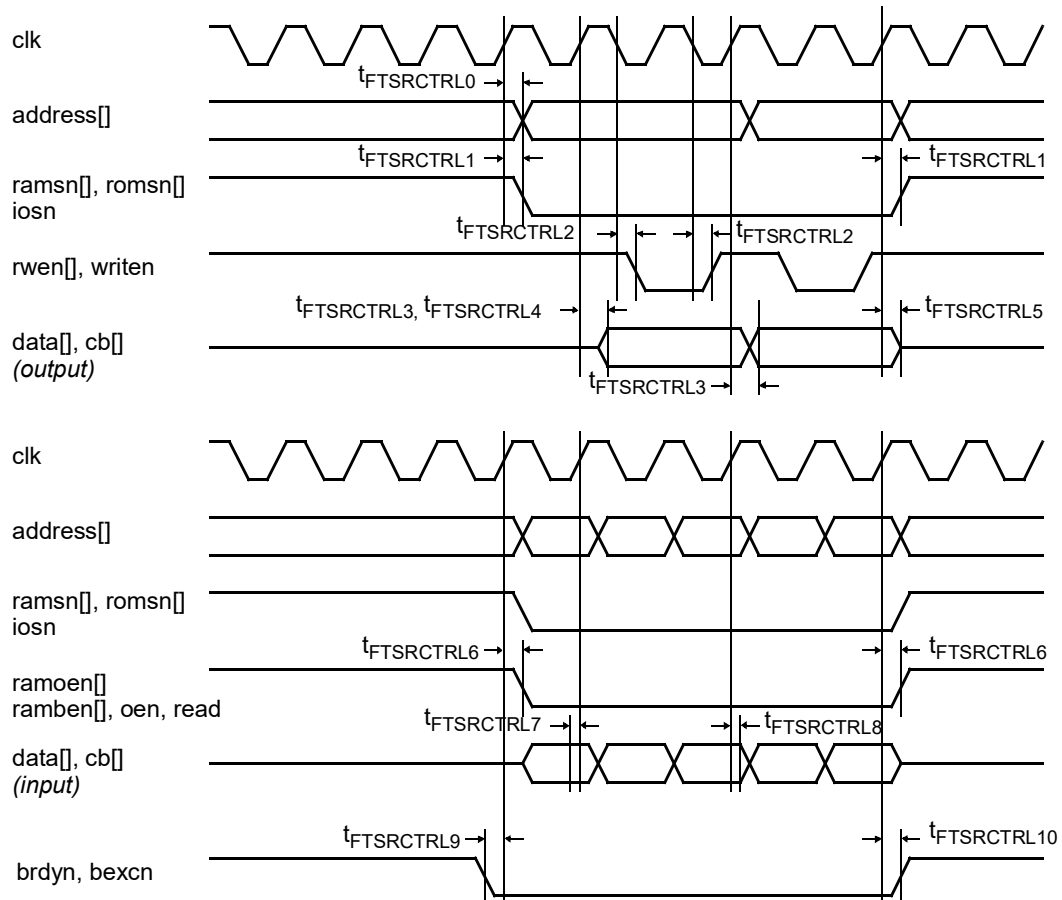 clk
tFTSRCTRL0
address[]
tFTSRCTRL1
tFTSRCTRL1
ramsn[], romsn[]
iosn
tFTSRCTRL2
tFTSRCTRL2
rwen[], writen
tFTSRCTRL3, tFTSRCTRL4
tFTSRCTRL5
data[], cb[]
(output)
tFTSRCTRL3
clk
address[]
ramsn[], romsn[]
iosn
tFTSRCTRL6
tFTSRCTRL6
ramoen[]
ramben[], oen, read
tFTSRCTRL7
tFTSRCTRL8
data[], cb[]
(input)
tFTSRCTRL9
tFTSRCTRL10
brdyn, bexcn